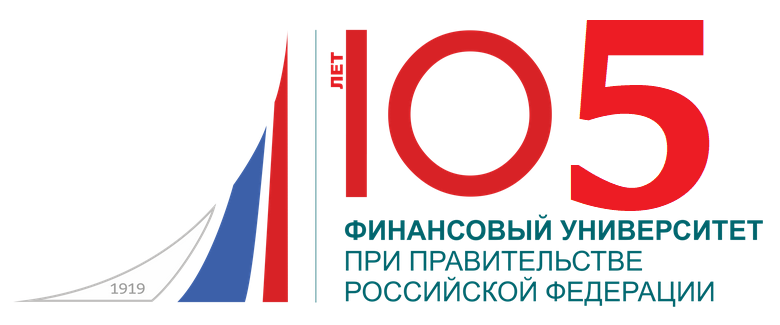 1919
ЛЕТ
105
ФИНАНСОВЫЙ УНИВЕРСИТЕТ
ПРИ ПРАВИТЕЛЬСТВЕ
РОССИЙСКОЙ ФЕДЕРАЦИИ